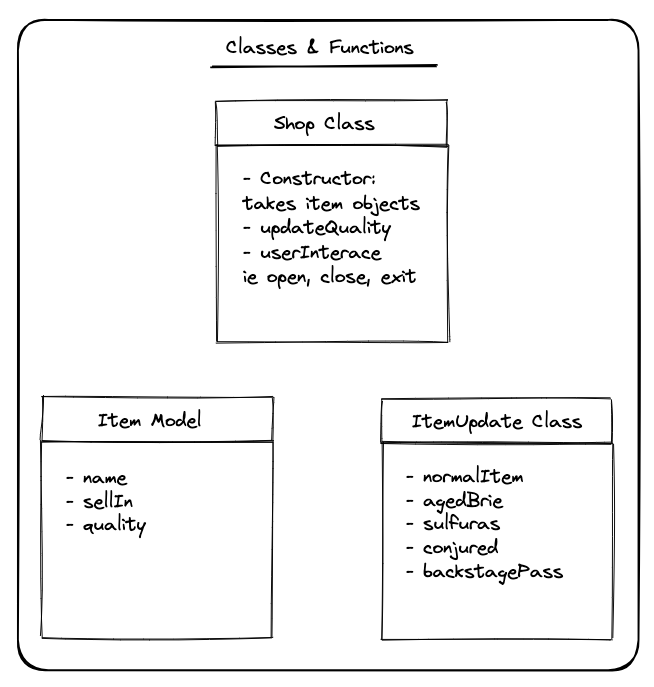 Classes & Functions
Shop Class
- Constructor:
takes item objects
- updateQuality
- userInterace
ie open, close, exit
Item Model
- name
- sellIn
- quality
ItemUpdate Class
- normalItem
- agedBrie
- sulfuras
- conjured
- backstagePass